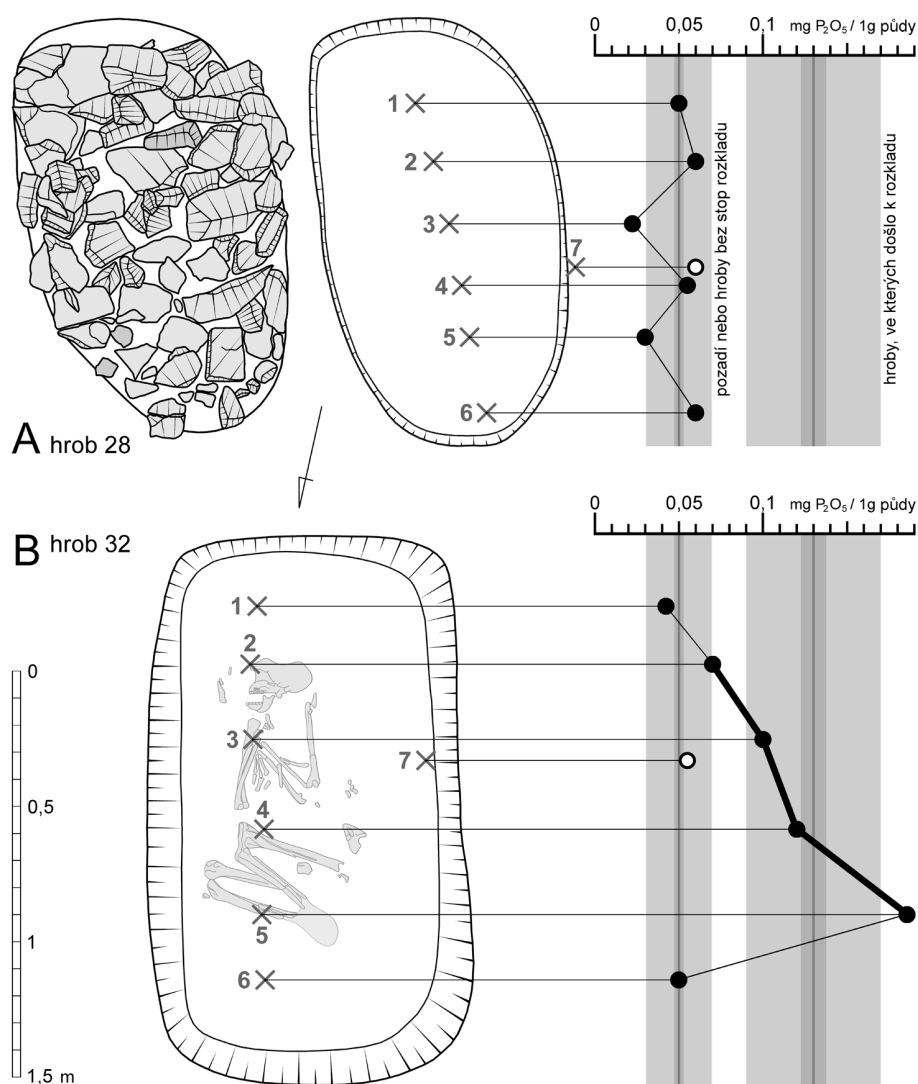 0 0,05 0,1 mg P₂O₅ / 1g půdy
1
2
3
7
4
5
6
pozadí nebo hroby bez stop rozkladu
hroby, ve kterých došlo k rozkladu
A hrob 28
0 0,05 0,1 mg P₂O₅ / 1g půdy
B hrob 32
1
2
3
7
4
5
6
0
0,5
1
1,5 m